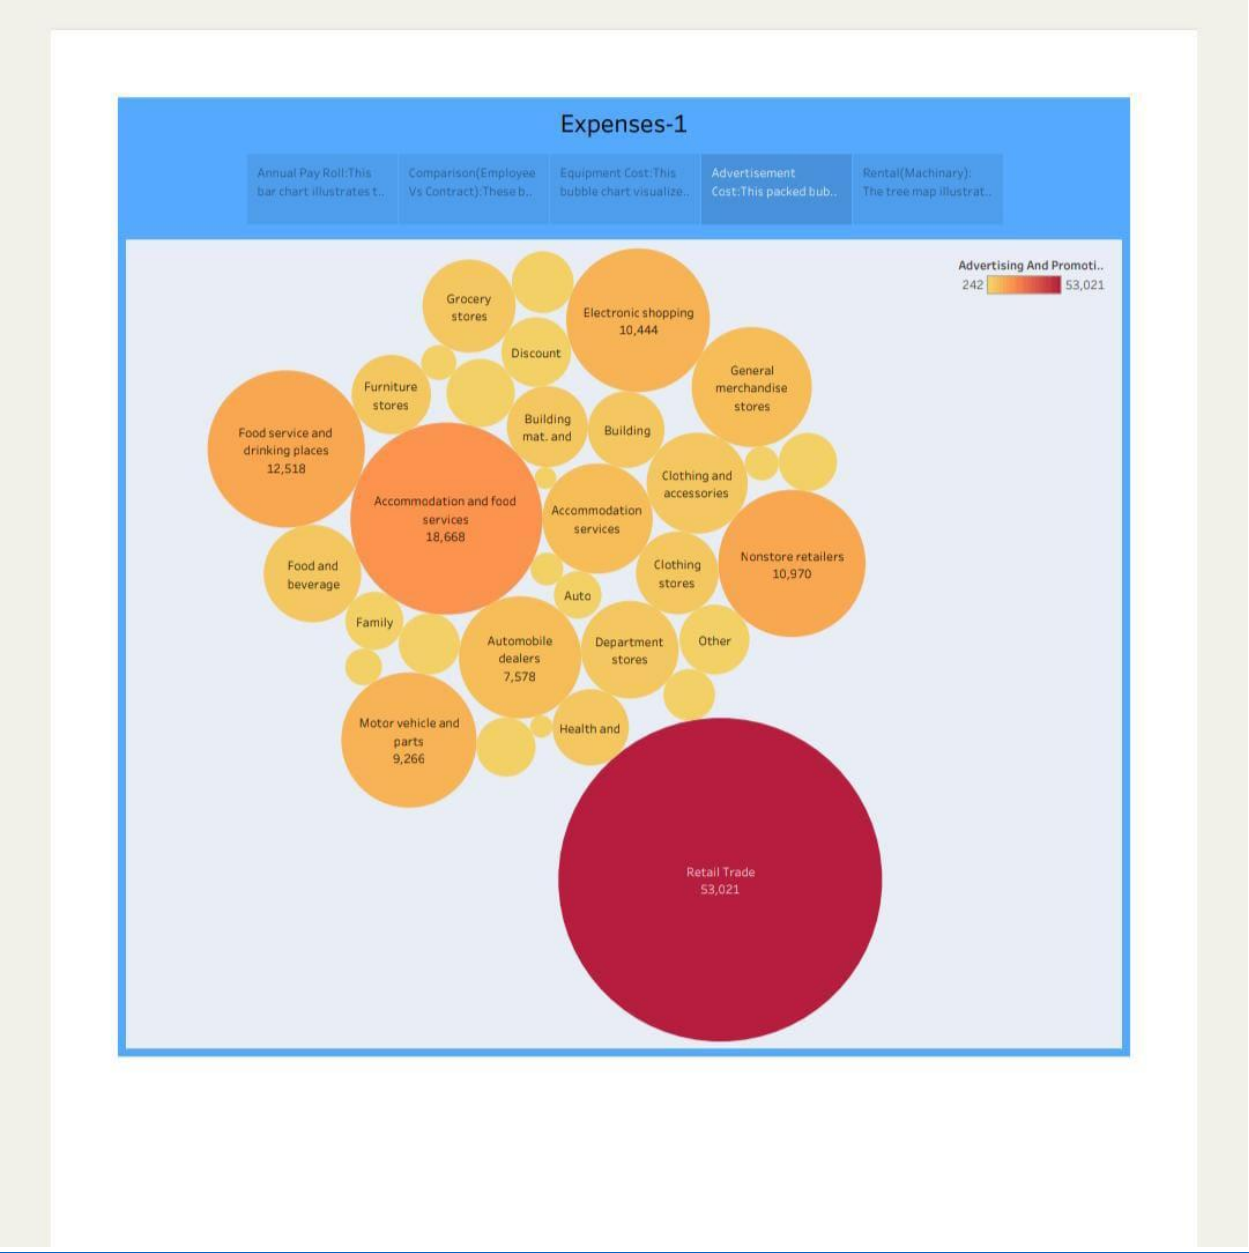 Expenses-1
Annual Pay Roll:This
bar chart illustrates t..
Comparison(Employee
Vs Contract):These b..
Equipment Cost:This
bubble chart visualize..
Advertisement
Cost:This packed bub..
Rental(Machinary):
The tree map illustrat..
Advertising And Promoti..
242
53,021
Grocery
stores
Electronic shopping
10,444
Discount
General
merchandise
stores
Furniture
stores
Building
mat. and
Building
Food service and
drinking places
12,518
Clothing and
accessories
Accommodation and food
services
18,668
Accommodation
services
Nonstore retailers
10,970
Food and
beverage
Clothing
stores
Auto
Family
Automobile
dealers
7,578
Department
stores
Other
Motor vehicle and
parts
9,266
Health and
Retail Trade
53,021